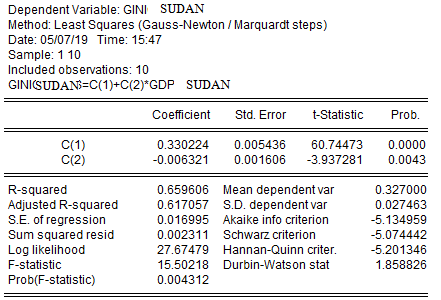 Dependent Variable: GINI SUDAN
Method: Least Squares (Gauss-Newton / Marquardt steps)
Date: 05/07/19 Time: 15:47
Sample: 1 10
Included observations: 10
GINI(SUDAN)=C(1)+C(2)*GDP SUDAN
Coefficient Std. Error t-Statistic Prob.
C(1) 0.330224 0.005436 60.74473 0.0000
C(2) -0.006321 0.001606 -3.937281 0.0043
R-squared 0.659606 Mean dependent var 0.327000
Adjusted R-squared 0.617057 S.D. dependent var 0.027463
S.E. of regression 0.016995 Akaike info criterion -5.134959
Sum squared resid 0.002311 Schwarz criterion -5.074442
Log likelihood 27.67479 Hannan-Quinn criter. -5.201346
F-statistic 15.50218 Durbin-Watson stat 1.858826
Prob(F-statistic) 0.004312